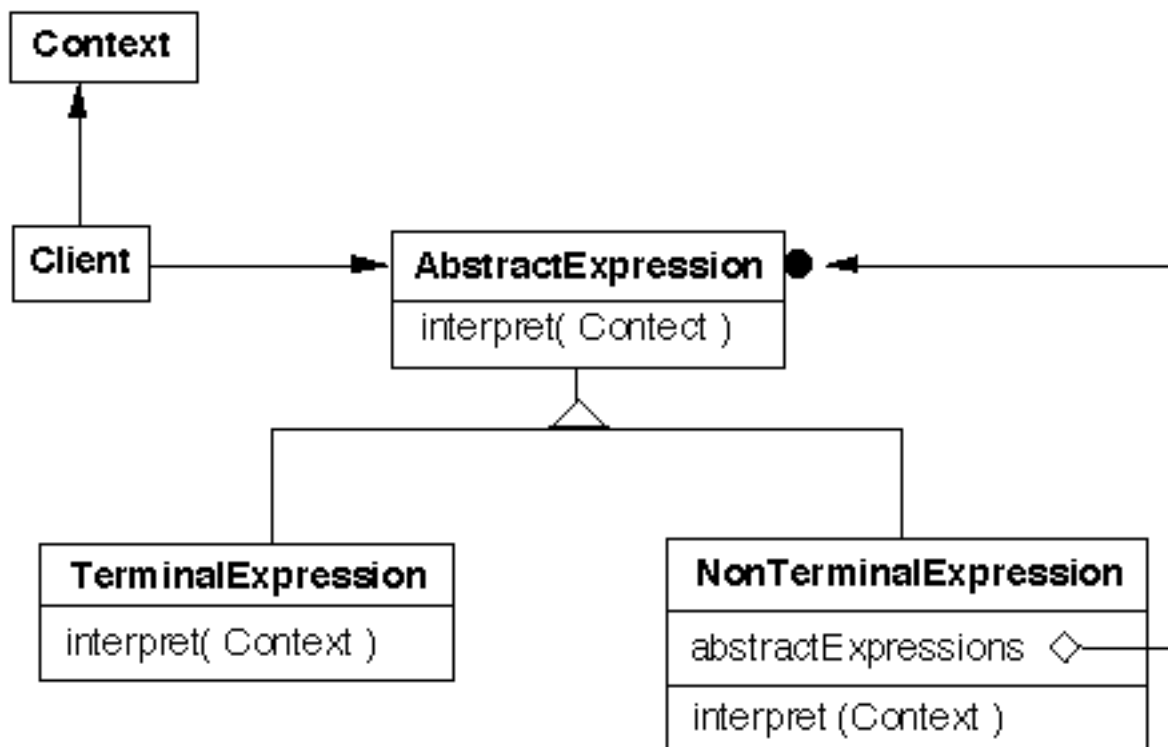 Context
Client
AbstractExpression
interpret( Contect )
TerminalExpression
interpret( Context )
NonTerminalExpression
abstractExpressions
interpret (Context )